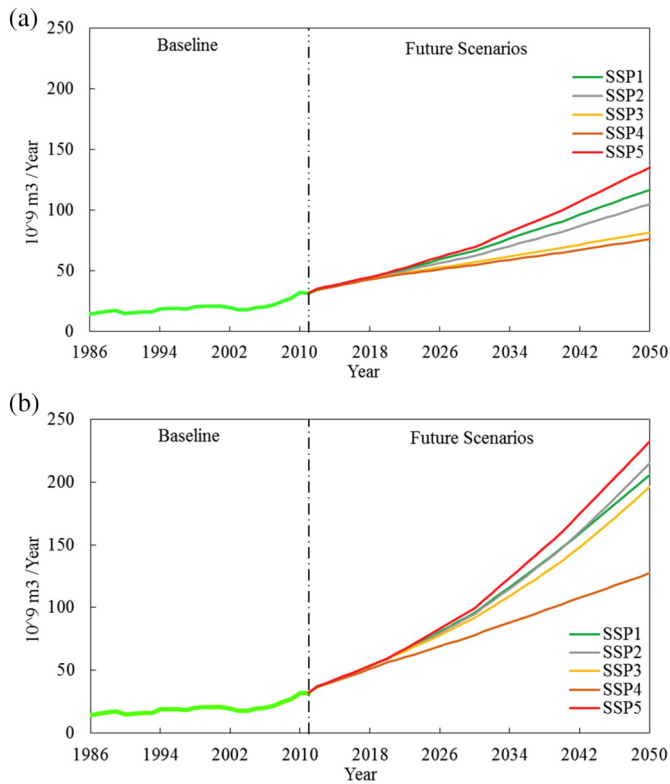 (a)
250
Baseline
Future Scenarios
200
SSP1
SSP2
SSP3
SSP4
SSP5
150
10^9 m3 /Year
100
50
0
1986 1994 2002 2010 2018 2026 2034 2042 2050
Year
(b)
250
Baseline
Future Scenarios
200
150
10^9 m3 /Year
100
SSP1
SSP2
SSP3
SSP4
SSP5
50
0
1986 1994 2002 2010 2018 2026 2034 2042 2050
Year